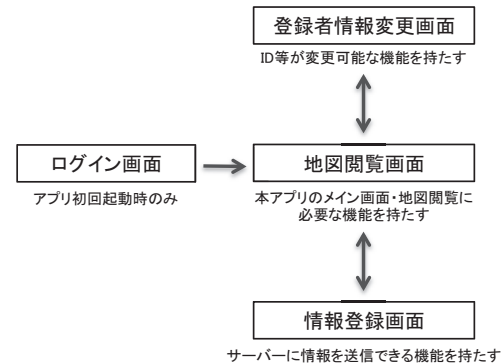 登録者情報変更画面
ID等が変更可能な機能を持たす
ログイン画面
アプリ初回起動時のみ
地図閲覧画面
本アプリのメイン画面・地図閲覧に
必要な機能を持たす
情報登録画面
サーバーに情報を送信できる機能を持たす